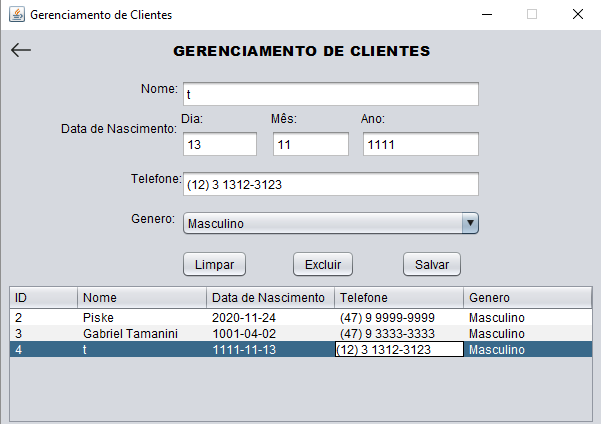 Gerenciamento de Clientes
GERENCIAMENTO DE CLIENTES
Nome: t
Dia: Mês: Ano:
Data de Nascimento: 13 11 1111
Telefone: (12) 3 1312-3123
Genero: Masculino
Limpar Excluir Salvar
ID Nome Data de Nascimento Telefone Genero
2 Piske 2020-11-24 (47) 9 9999-9999 Masculino
3 Gabriel Tamanini 1001-04-02 (47) 9 3333-3333 Masculino
4 t 1111-11-13 (12) 3 1312-3123 Masculino